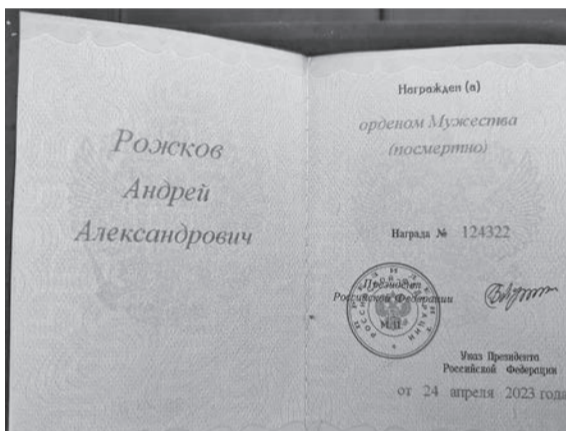 Рожков
Андрей
Александрович
Награжден (а)
орденом Мужества
(посмертно)
Награда № 124322
Президент
Российской Федерации
М.П.
Указ Президента
Российской Федерации
от 24 апреля 2023 года